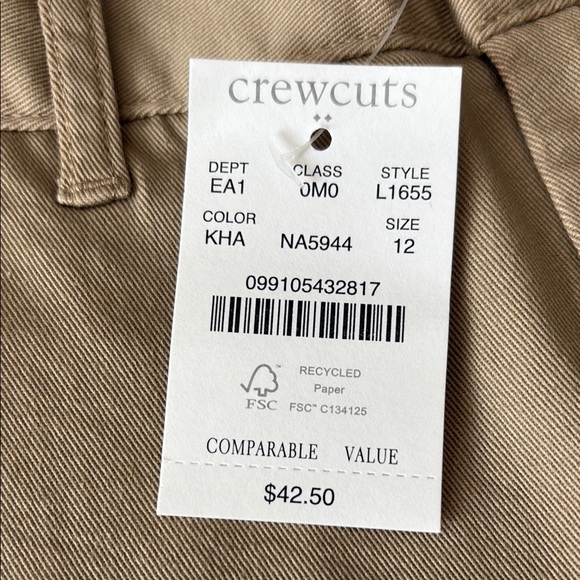 crewcuts
DEPT CLASS STYLE
EA1 0M0 L1655
COLOR SIZE
KHA NA5944 12
099105432817
RECYCLED
Paper
FSC FSC™ C134125
COMPARABLE VALUE
$42.50